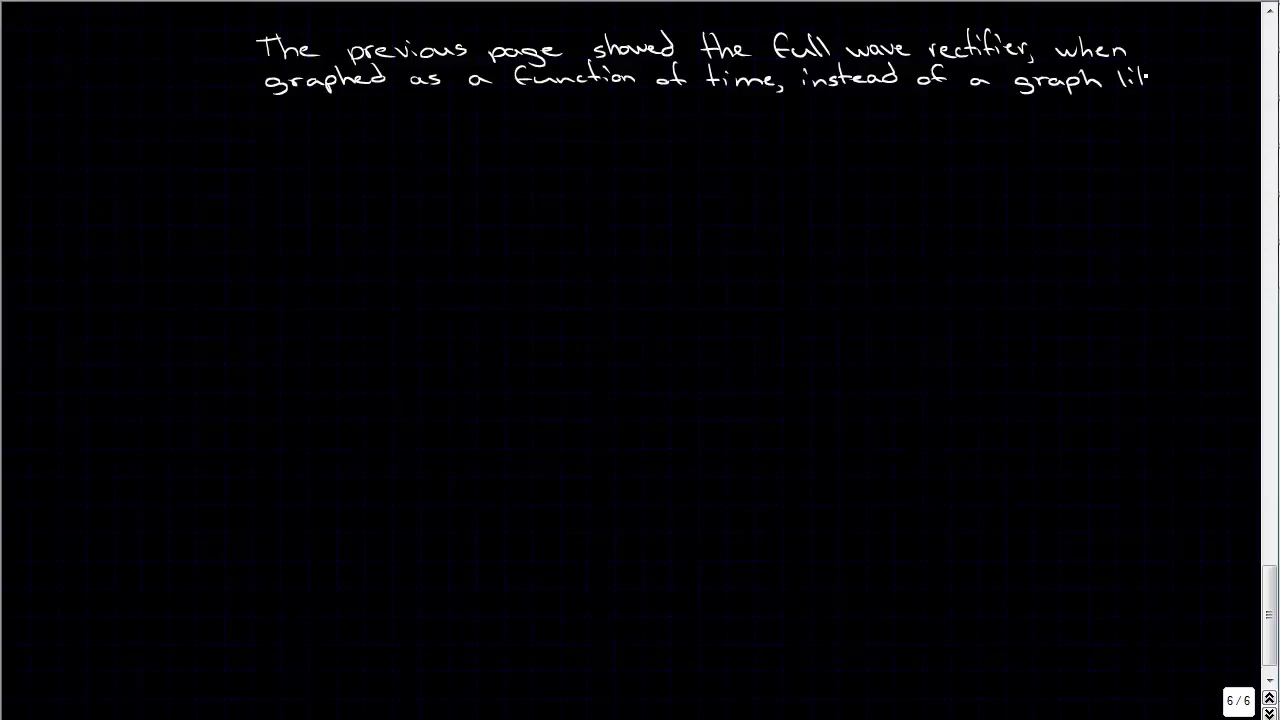 The previous page showed the full wave rectifier, when
graphed as a function of time, instead of a graph
6/6